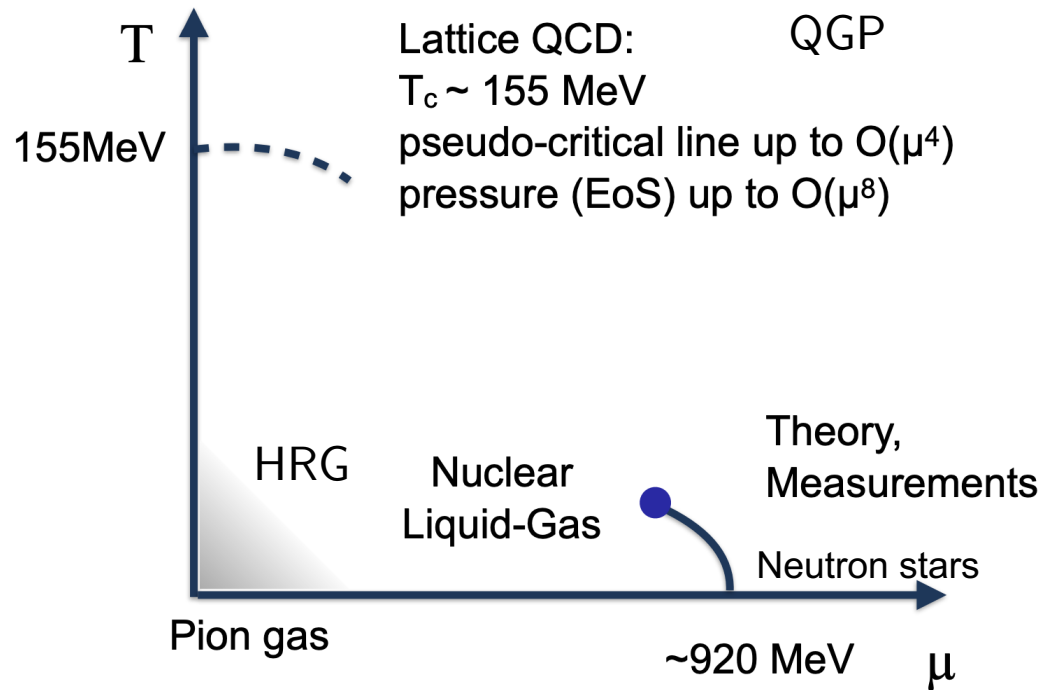 T
155MeV
Lattice QCD:
Tc ~ 155 MeV
pseudo-critical line up to O(μ⁴)
pressure (EoS) up to O(μ⁸)
QGP
HRG
Nuclear
Liquid-Gas
Theory,
Measurements
Neutron stars
Pion gas
~920 MeV
μ